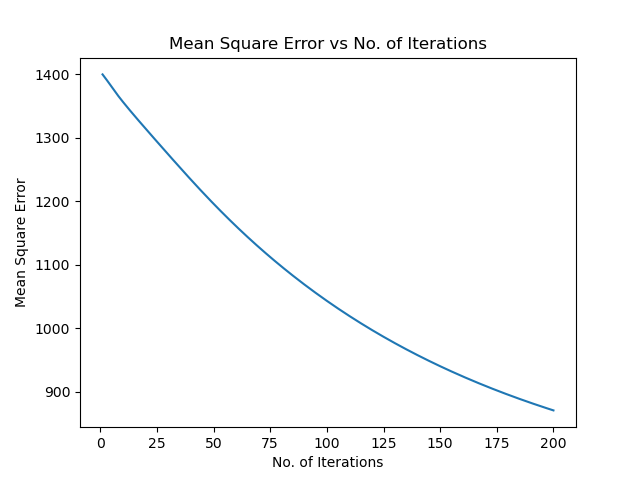 Mean Square Error vs No. of Iterations
1400
1300
1200
1100
1000
900
Mean Square Error
0 25 50 75 100 125 150 175 200
No. of Iterations